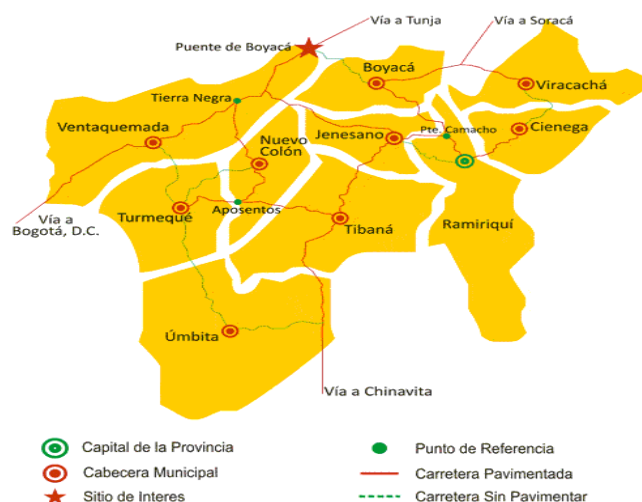 Vía a Tunja
Vía a Soracá
Puente de Boyacá
Boyacá
Viracachá
Tierra Negra
Ventaquemada
Nuevo
Colón
Jenesano
Pte. Camacho
Cienega
Turmequé
Aposentos
Vía a
Bogotá, D.C.
Tibaná
Ramiriquí
Úmbita
Vía a Chinavita
Capital de la Provincia
Punto de Referencia
Cabecera Municipal
Carretera Pavimentada
Sitio de Interes
Carretera Sin Pavimentar